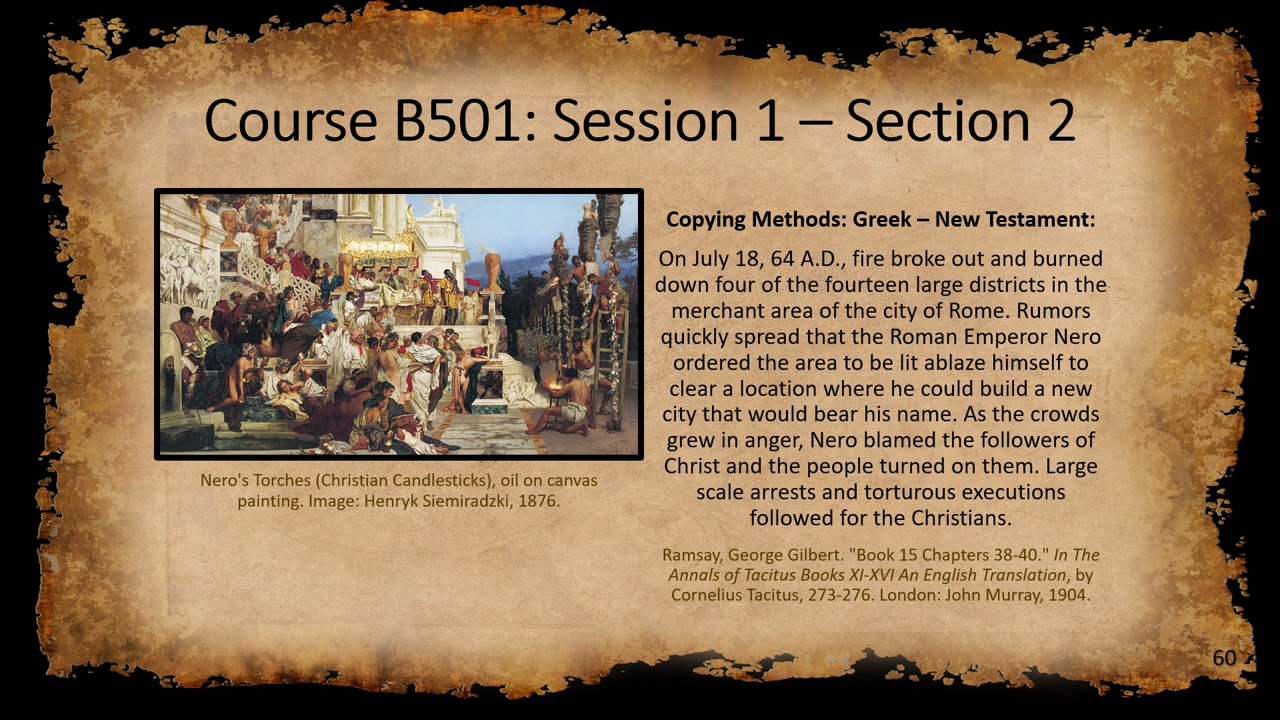 Course B501: Session 1 – Section 2
Copying Methods: Greek – New Testament:
On July 18, 64 A.D., fire broke out and burned
down four of the fourteen large districts in the
merchant area of the city of Rome. Rumors
quickly spread that the Roman Emperor Nero
ordered the area to be lit ablaze himself to
clear a location where he could build a new
city that would bear his name. As the crowds
grew in anger, Nero blamed the followers of
Christ and the people turned on them. Large
scale arrests and torturous executions
followed for the Christians.
Ramsay, George Gilbert. "Book 15 Chapters 38-40." In The
Annals of Tacitus Books XI-XVI An English Translation, by
Cornelius Tacitus, 273-276. London: John Murray, 1904.
Nero's Torches (Christian Candlesticks), oil on canvas
painting. Image: Henryk Siemiradzki, 1876.
60